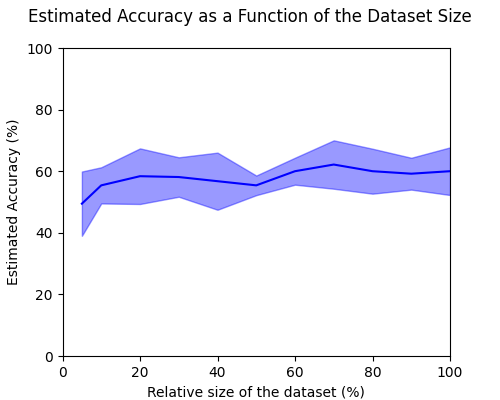 Estimated Accuracy as a Function of the Dataset Size
100
80
60
40
20
0
Estimated Accuracy (%)
0 20 40 60 80 100
Relative size of the dataset (%)